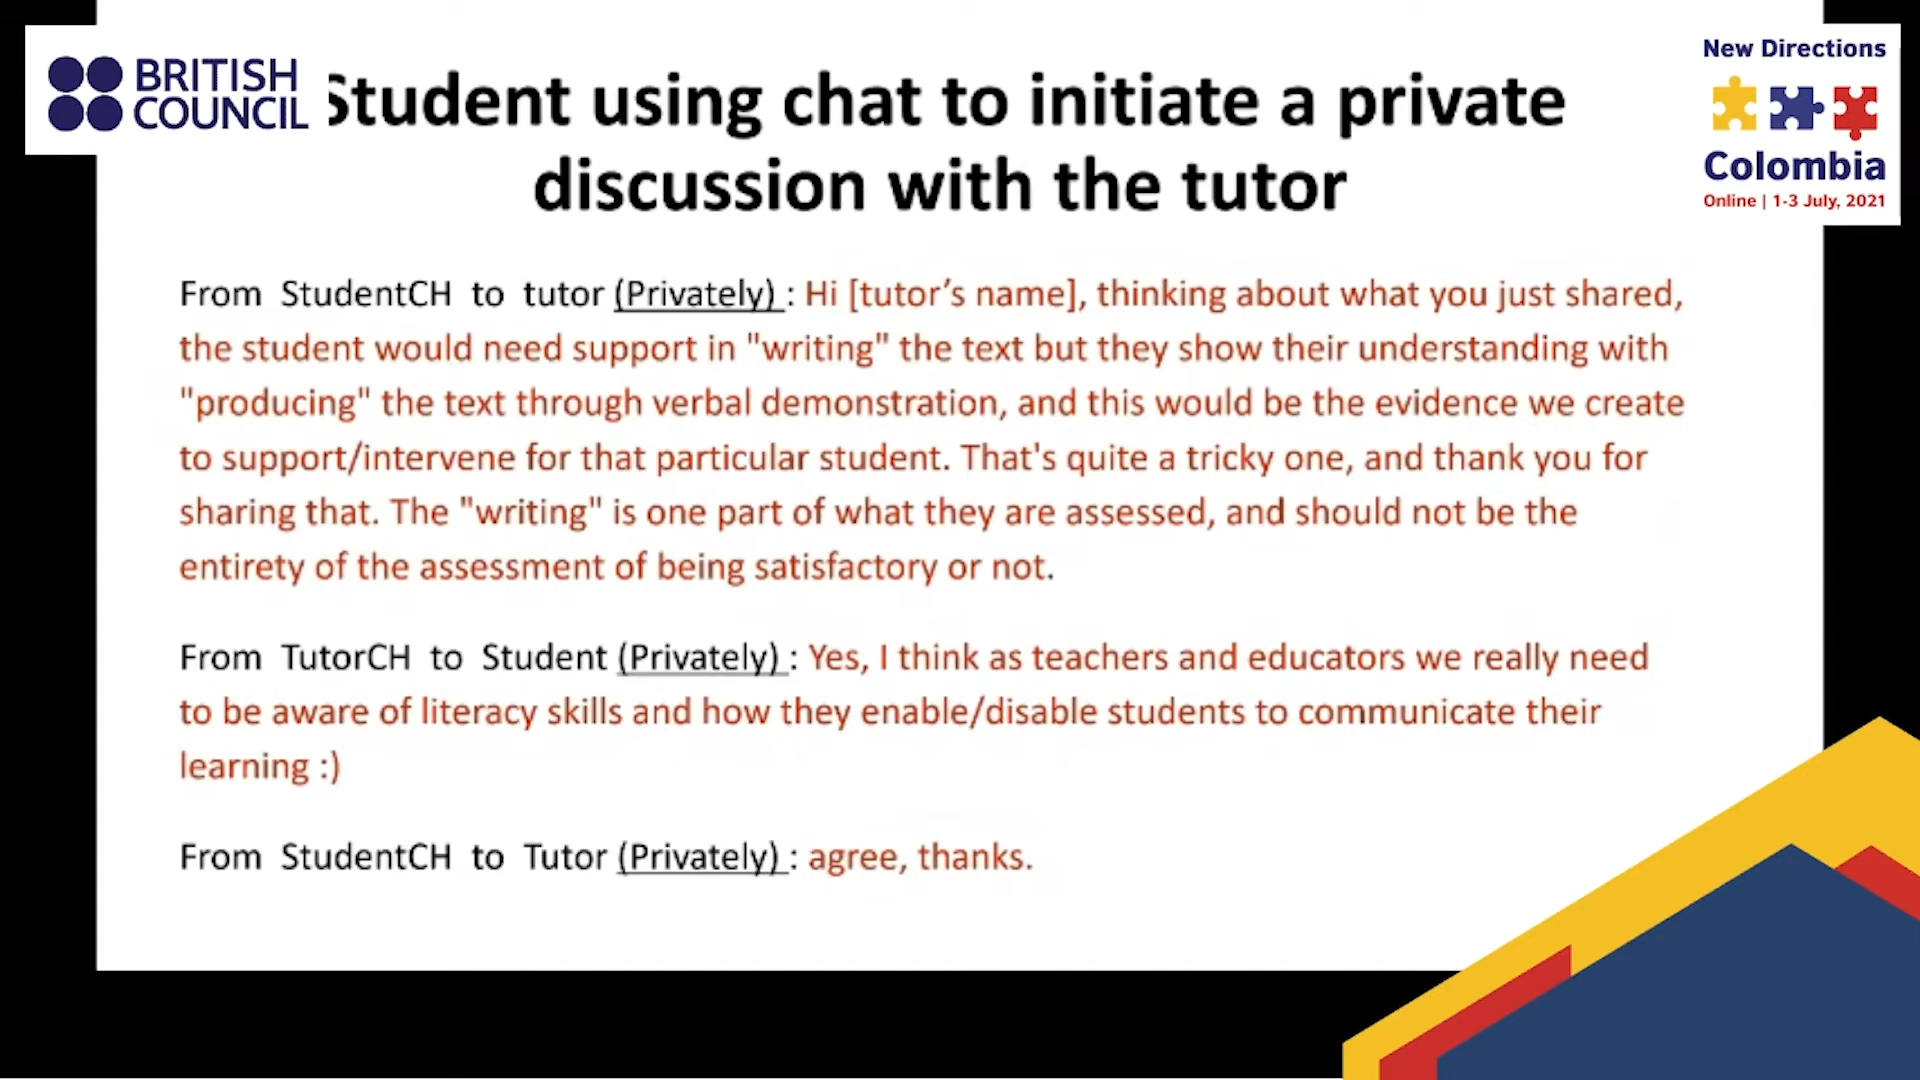 BRITISH
COUNCIL
Student using chat to initiate a private
discussion with the tutor
New Directions
Colombia
Online | 1-3 July, 2021
From StudentCH to tutor (Privately) : Hi [tutor’s name], thinking about what you just shared,
the student would need support in "writing" the text but they show their understanding with
"producing" the text through verbal demonstration, and this would be the evidence we create
to support/intervene for that particular student. That's quite a tricky one, and thank you for
sharing that. The "writing" is one part of what they are assessed, and should not be the
entirety of the assessment of being satisfactory or not.
From TutorCH to Student (Privately) : Yes, I think as teachers and educators we really need
to be aware of literacy skills and how they enable/disable students to communicate their
learning :)
From StudentCH to Tutor (Privately) : agree, thanks.